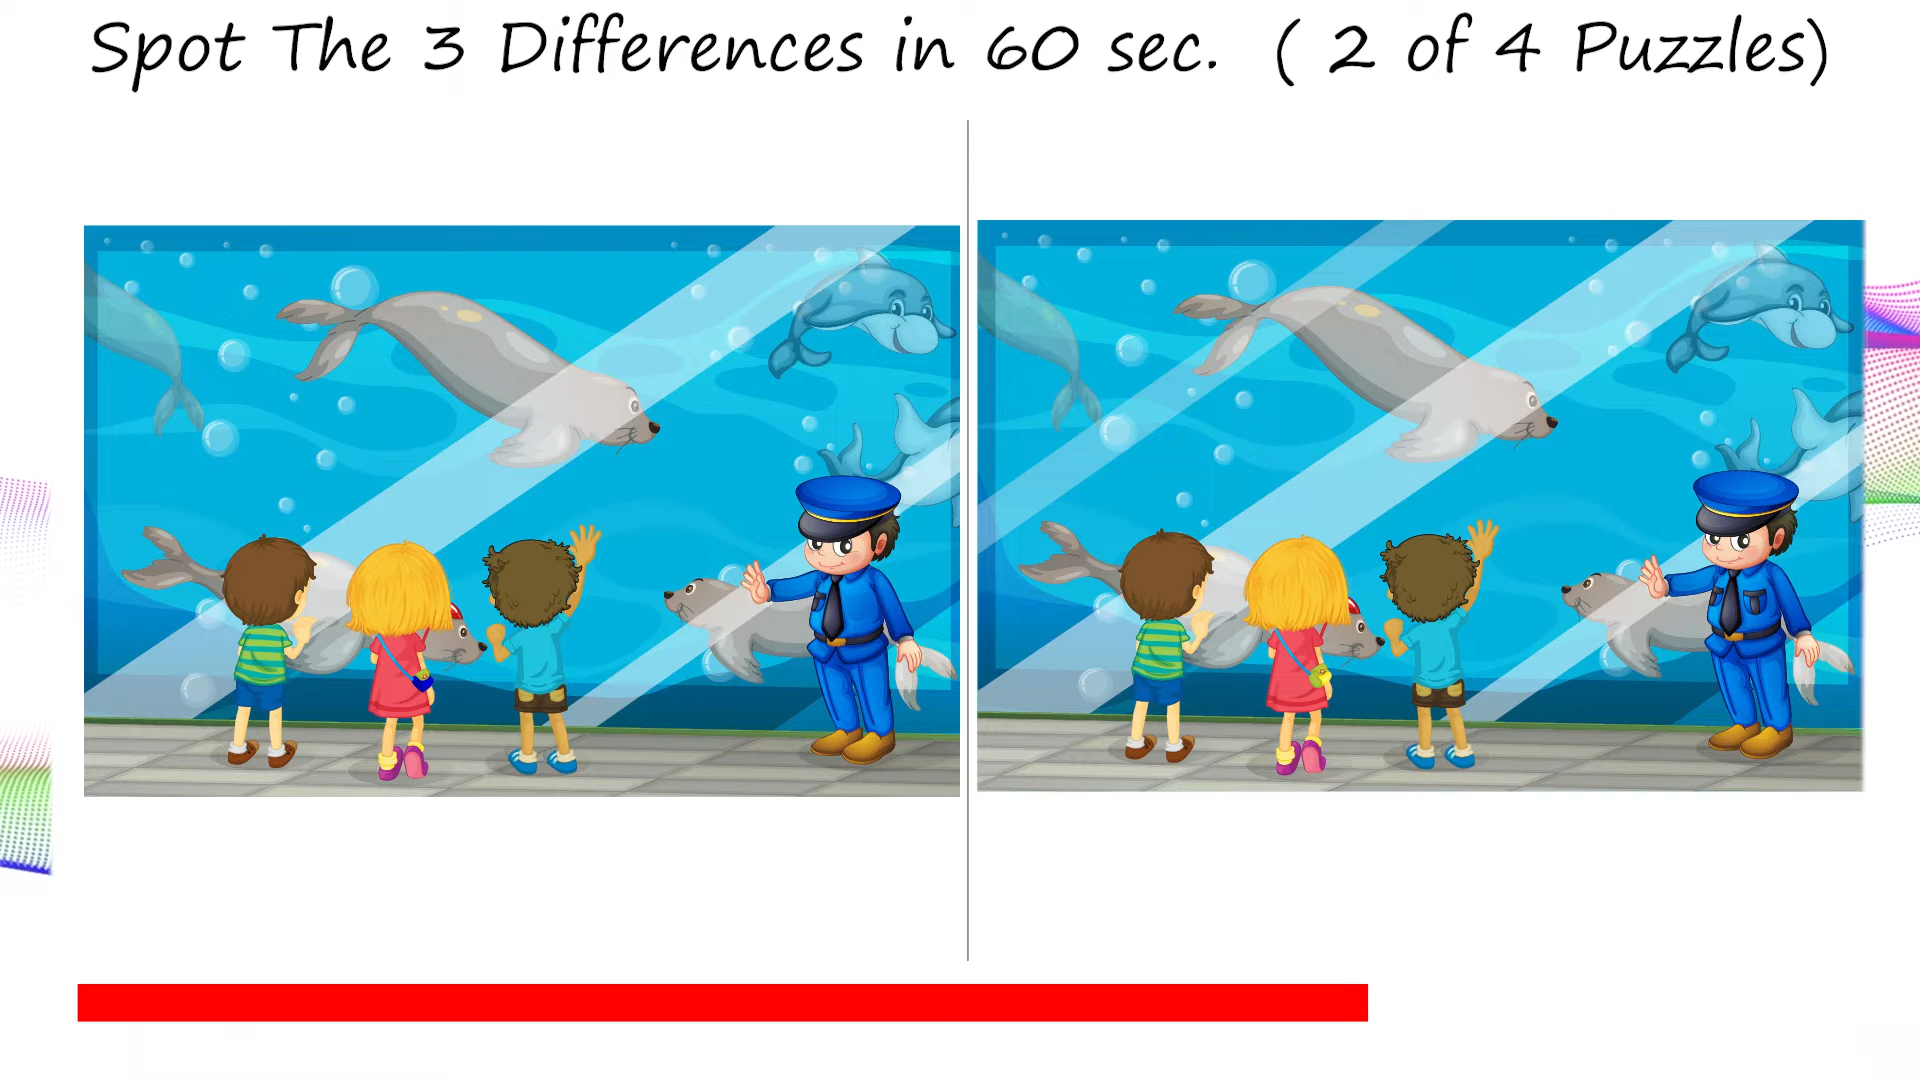 Spot The 3 Differences in 60 sec. ( 2 of 4 Puzzles)